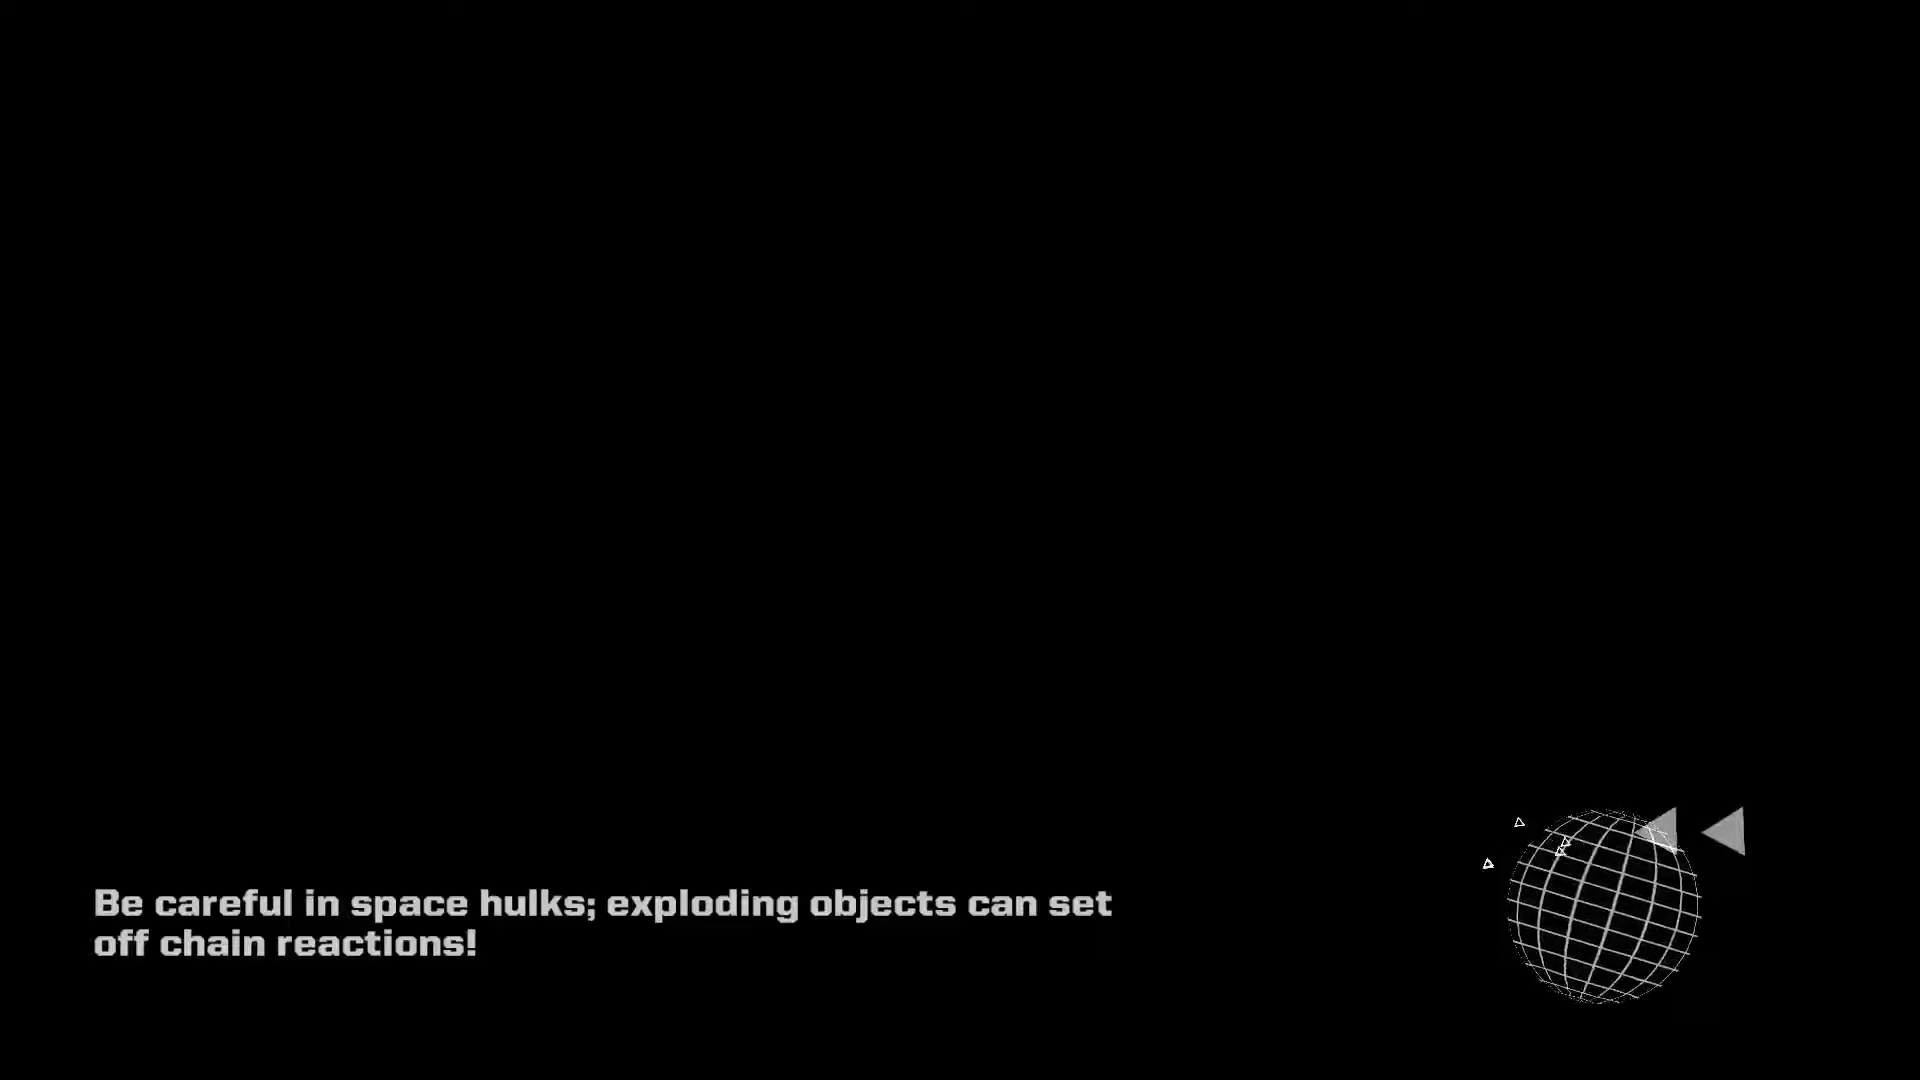 Be careful in space hulks; exploding objects can set
off chain reactions!